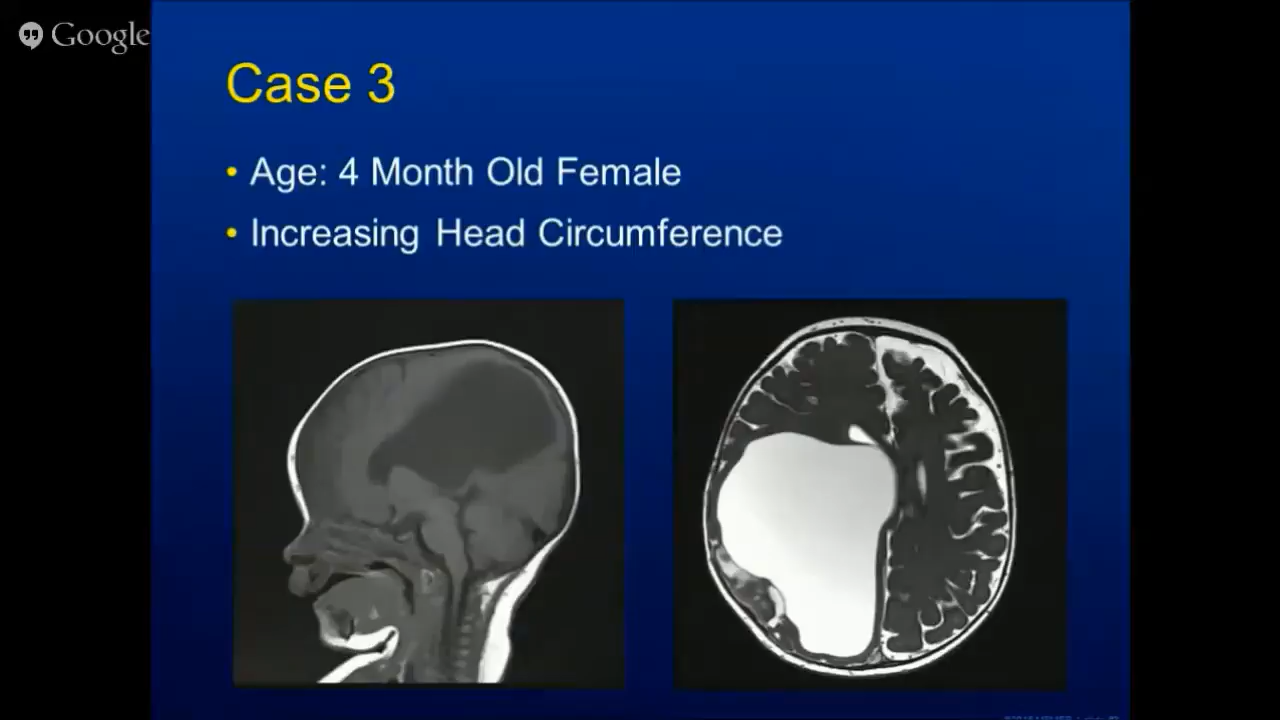 Google
Case 3
• Age: 4 Month Old Female
• Increasing Head Circumference